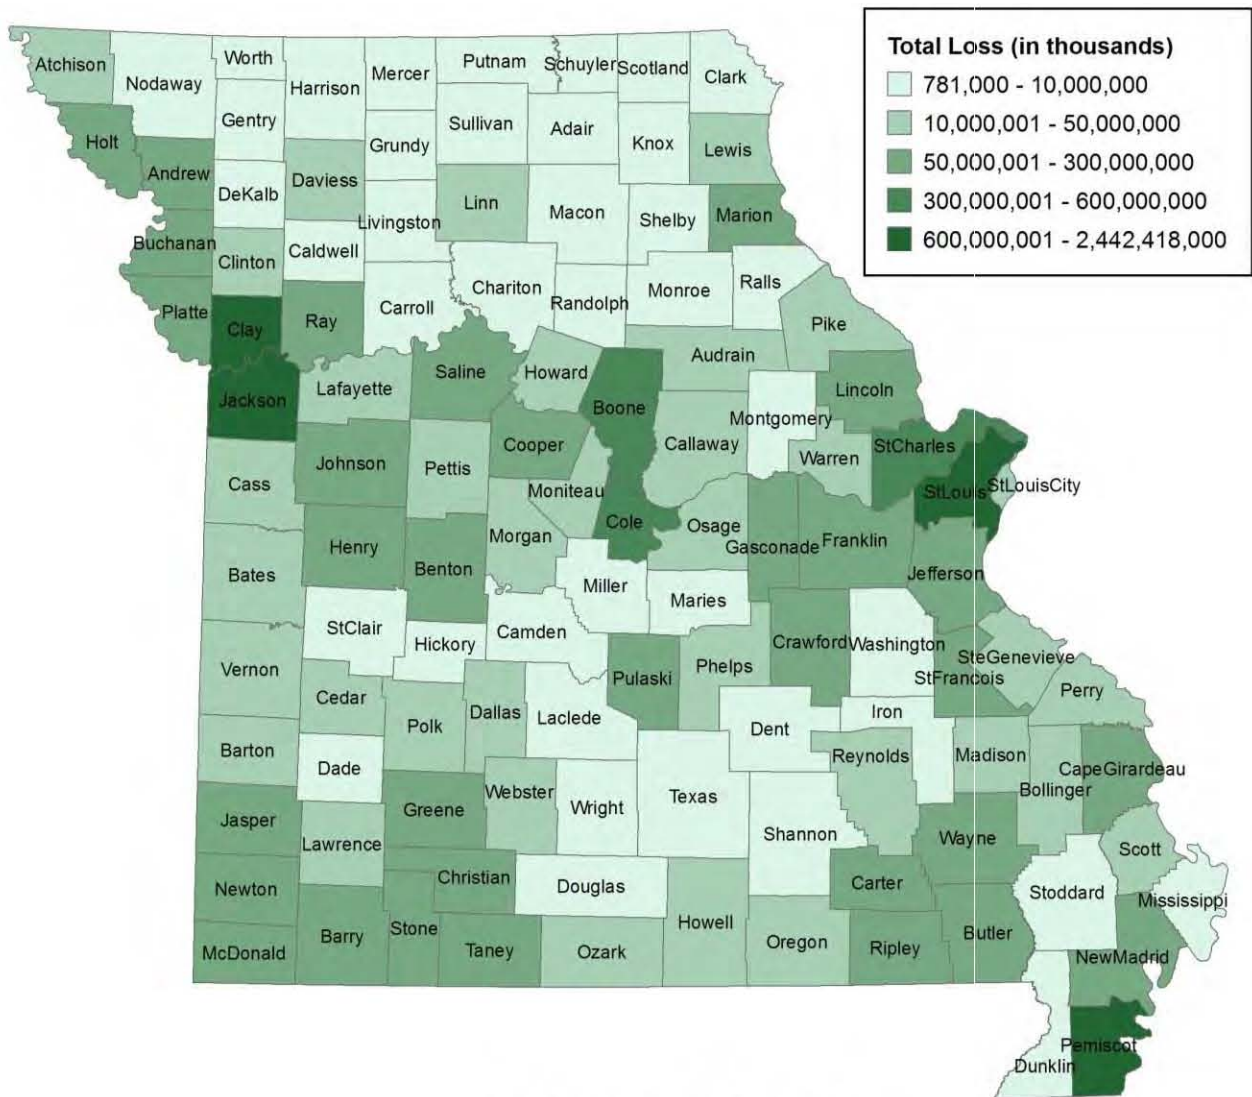 Total Loss (in thousands)
781,000 - 10,000,000
10,000,001 - 50,000,000
50,000,001 - 300,000,000
300,000,001 - 600,000,000
600,000,001 - 2,442,418,000
Atchison
Nodaway
Worth
Harrison
Mercer
Putnam
Schuyler
Scotland
Clark
Holt
Andrew
Gentry
DeKalb
Daviess
Grundy
Sullivan
Adair
Knox
Lewis
Buchanan
Clinton
Caldwell
Livingston
Linn
Macon
Shelby
Marion
Platte
Clay
Ray
Carroll
Chariton
Randolph
Monroe
Ralls
Pike
Jackson
Lafayette
Saline
Howard
Boone
Audrain
Callaway
Montgomery
Lincoln
Warren
StCharles
StLouis
StLouisCity
Cass
Johnson
Pettis
Cooper
Moniteau
Cole
Osage
Gasconade
Franklin
Jefferson
Bates
Henry
Benton
Morgan
Miller
Maries
Crawford
Washington
SteGenevieve
StFrancois
Perry
Vernon
StClair
Hickory
Camden
Pulaski
Phelps
Cedar
Polk
Dallas
Laclede
Dent
Iron
Reynolds
Madison
Bollinger
CapeGirardeau
Barton
Dade
Greene
Webster
Wright
Texas
Shannon
Wayne
Scott
Jasper
Lawrence
Christian
Douglas
Howell
Carter
Stoddard
Mississippi
Newton
McDonald
Barry
Stone
Taney
Ozark
Oregon
Ripley
Butler
NewMadrid
Dunklin
Pemiscot